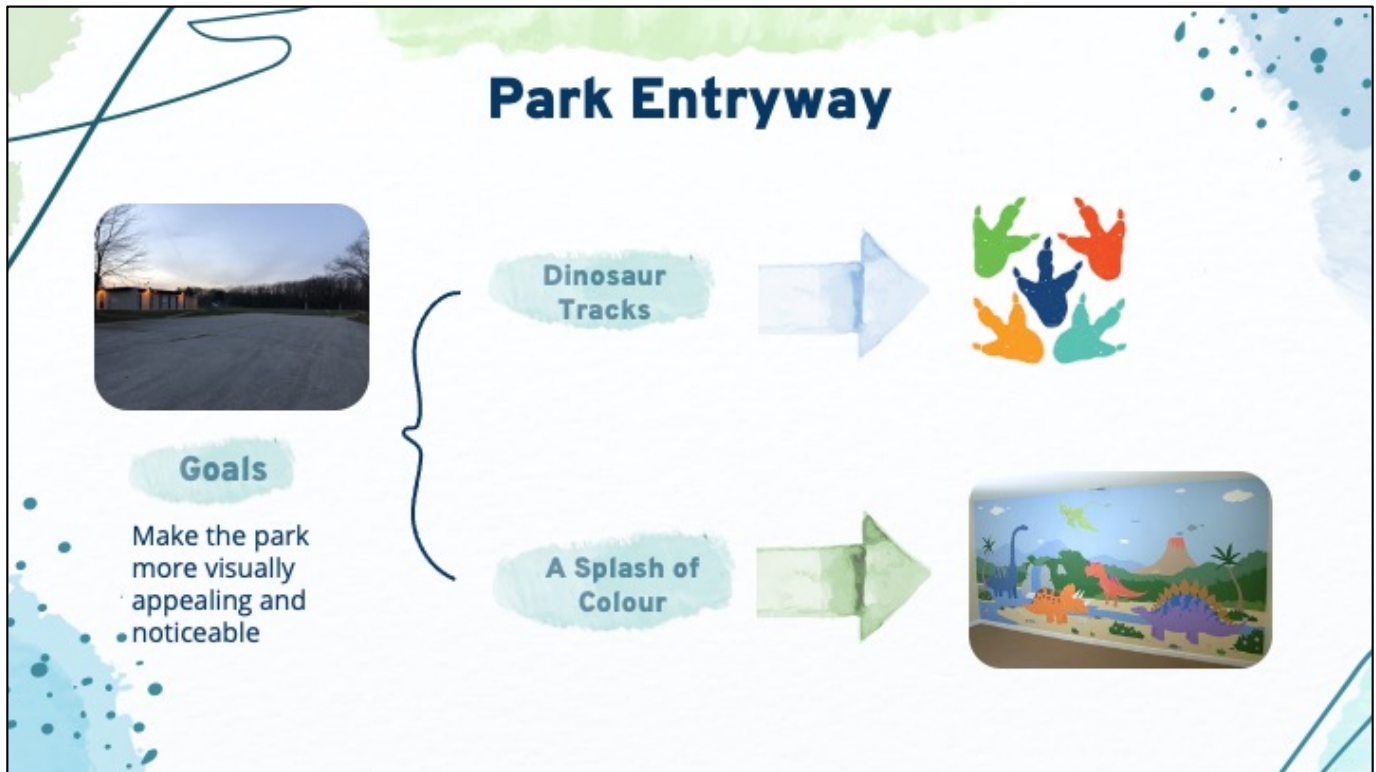 Park Entryway
Goals
Make the park
more visually
appealing and
noticeable
Dinosaur
Tracks
A Splash of
Colour